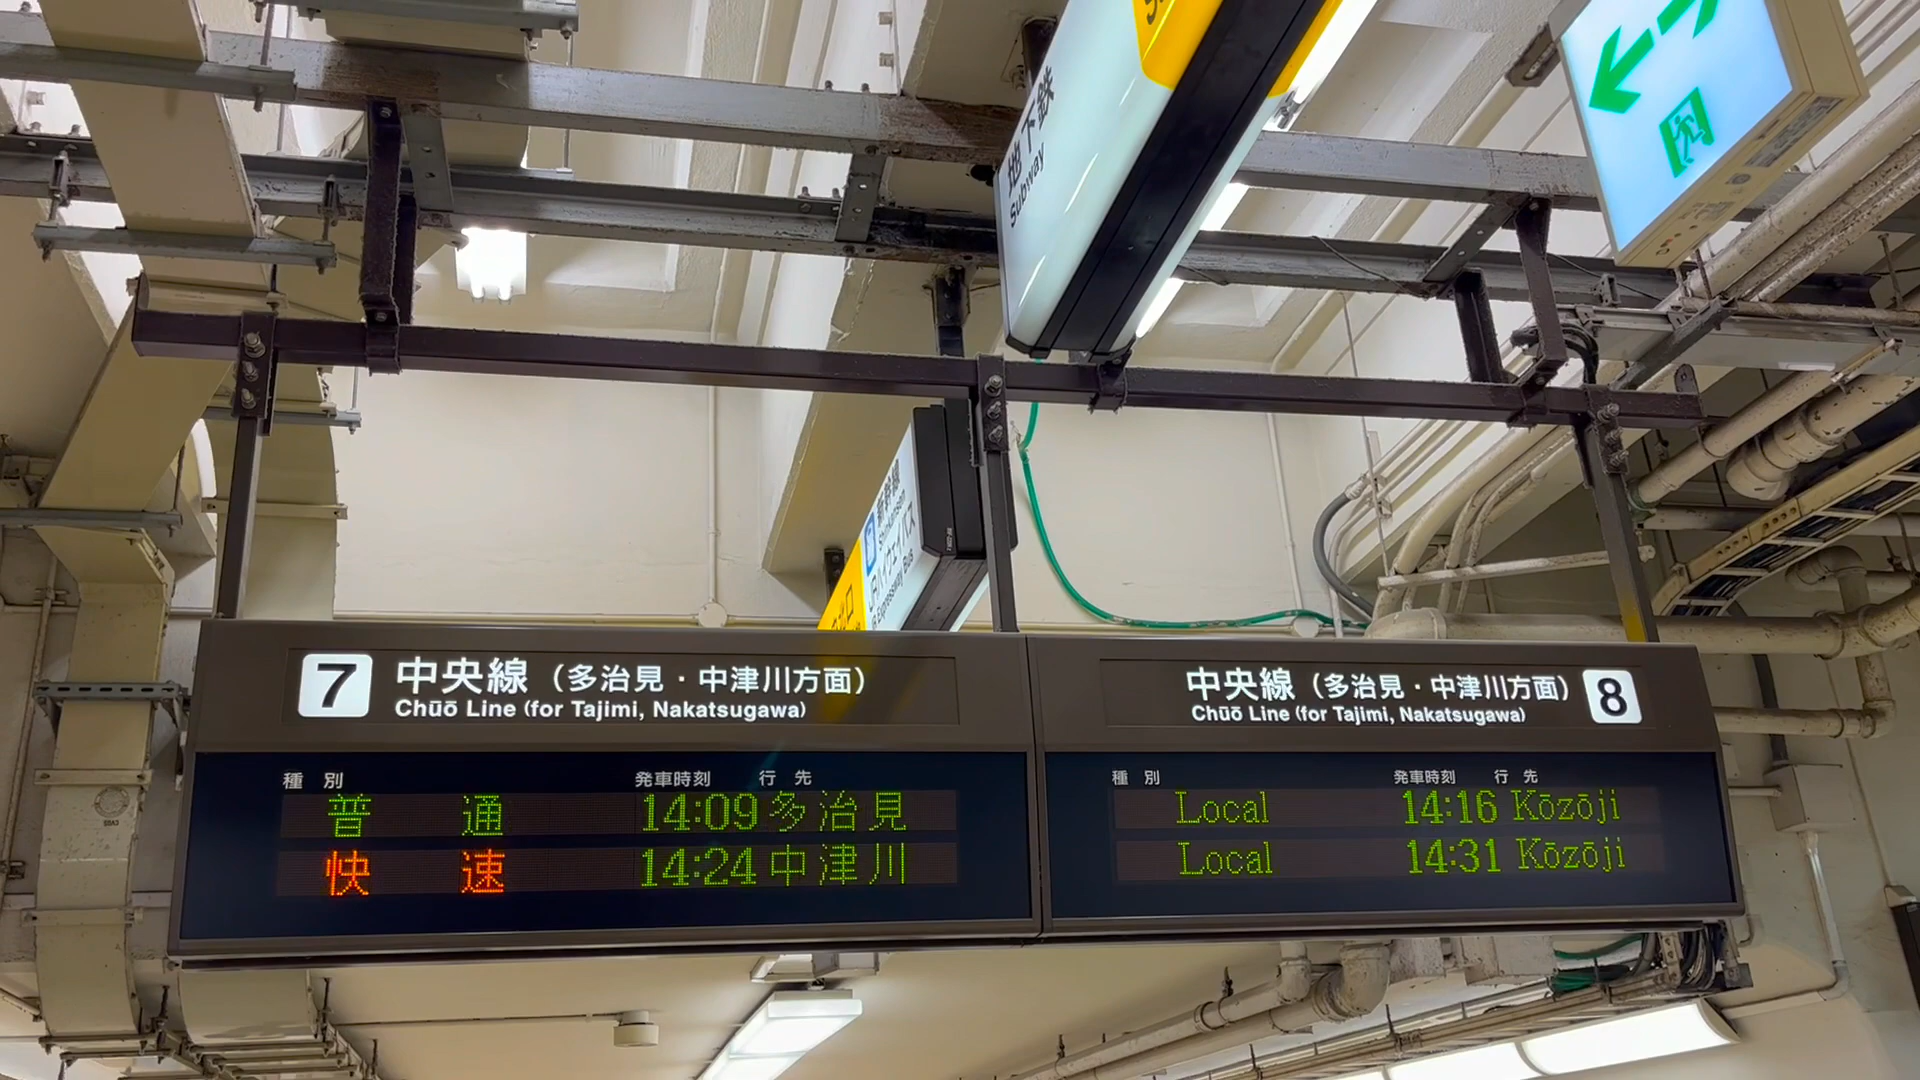 地下鉄
Subway
新幹線
Shinkansen
JRハイウェイバス
JR Expressway Bus
7 中央線（多治見・中津川方面）
Chūō Line (for Tajimi, Nakatsugawa)
種別 発車時刻 行先
普通 14:09 多治見
快速 14:24 中津川
中央線（多治見・中津川方面） 8
Chūō Line (for Tajimi, Nakatsugawa)
種別 発車時刻 行先
Local 14:16 Kōzōji
Local 14:31 Kōzōji